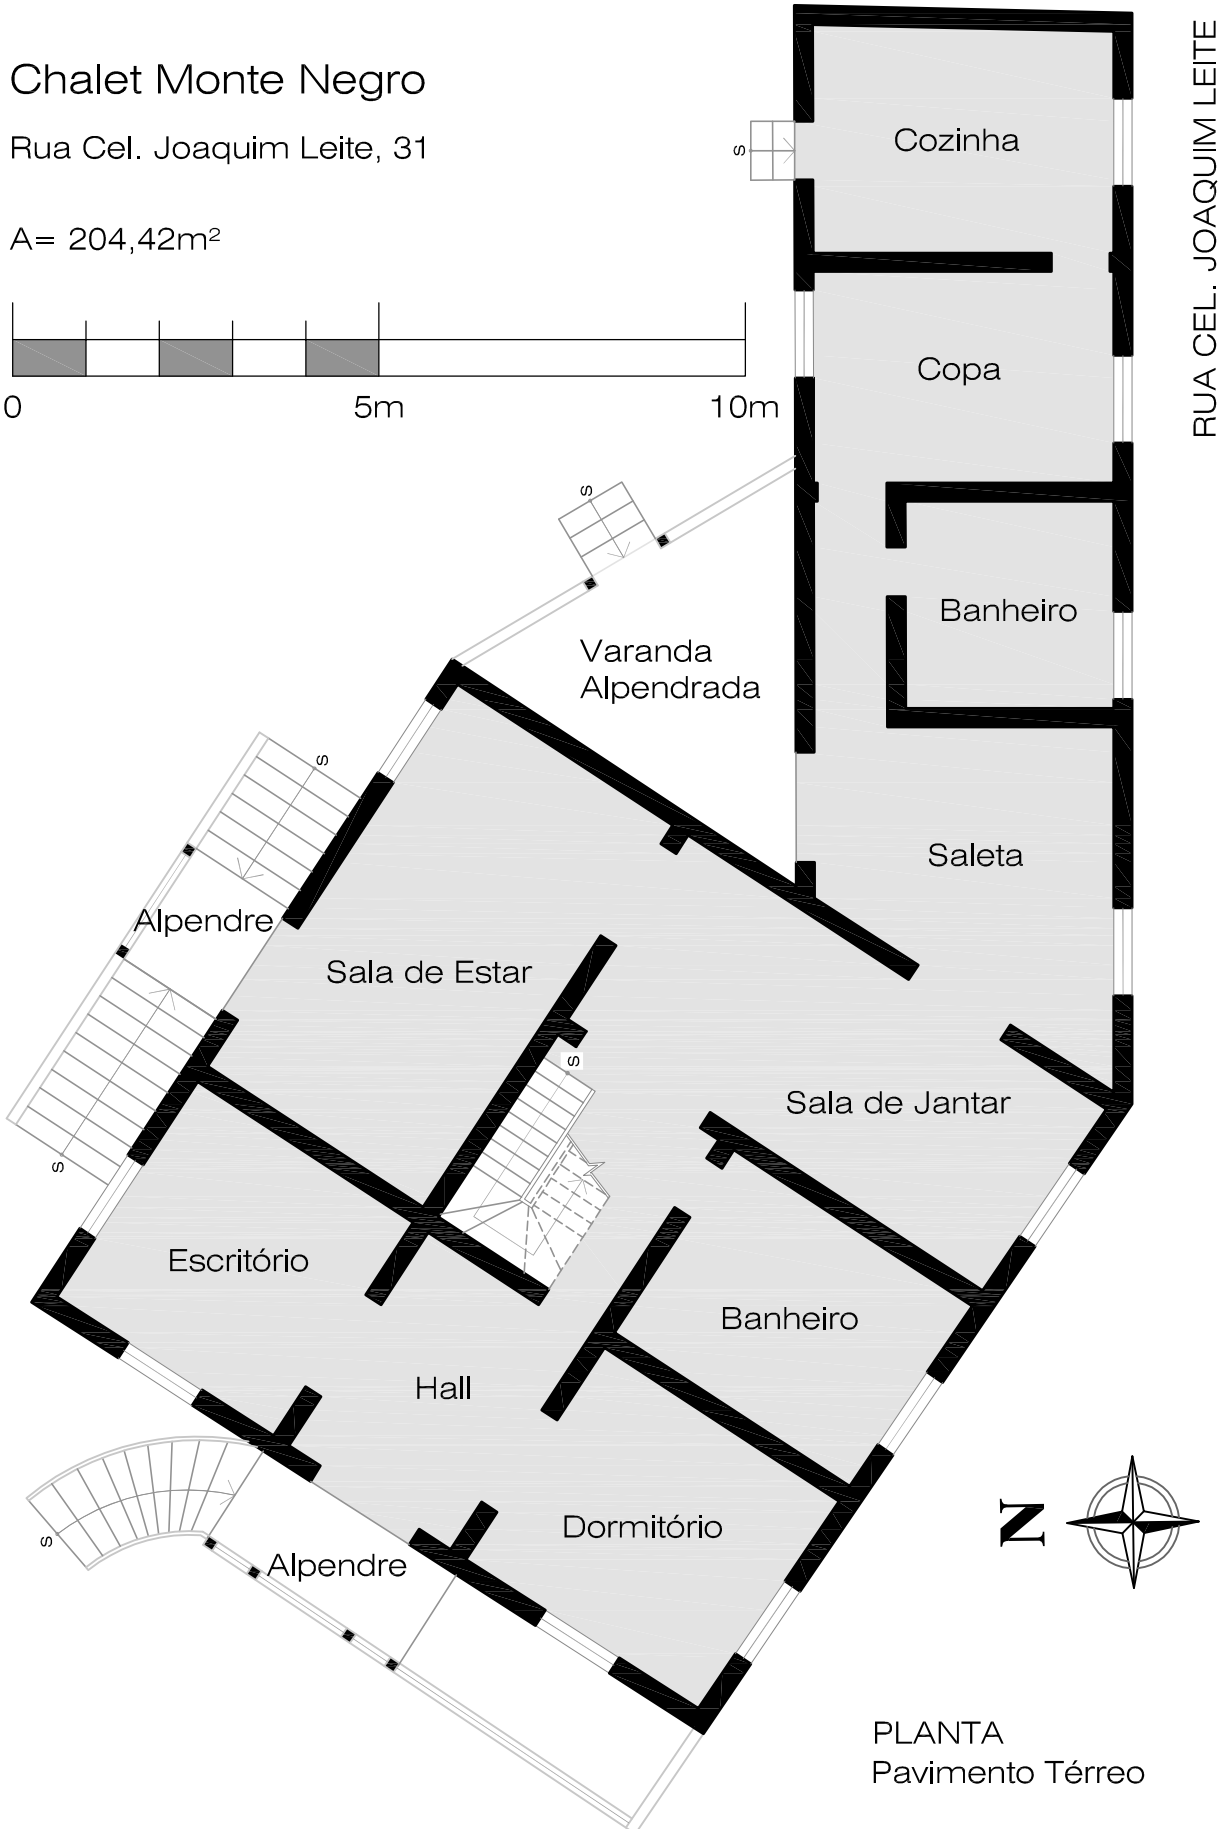 Chalet Monte Negro
Rua Cel. Joaquim Leite, 31
A= 204,42m²
0
5m
10m
RUA CEL. JOAQUIM LEITE
Cozinha
s
Copa
s
Banheiro
Varanda
Alpendrada
s
Saleta
Alpendre
Sala de Estar
s
Sala de Jantar
s
Escritório
Banheiro
Hall
Dormitório
s
Alpendre
N
PLANTA
Pavimento Térreo